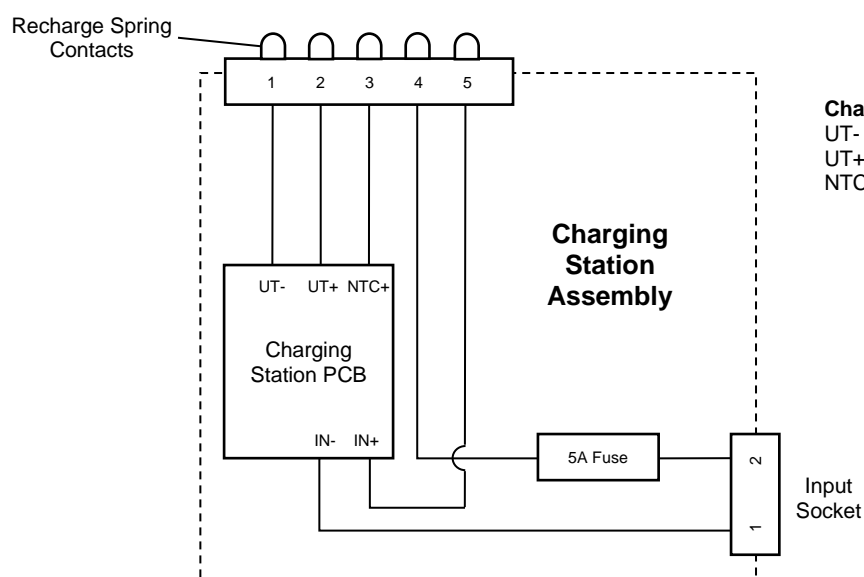 Recharge Spring
Contacts
1 2 3 4 5
Cha
UT-
UT+
NTC
Charging
Station
Assembly
UT- UT+ NTC+
Charging
Station PCB
IN- IN+
5A Fuse
2
Input
Socket
1